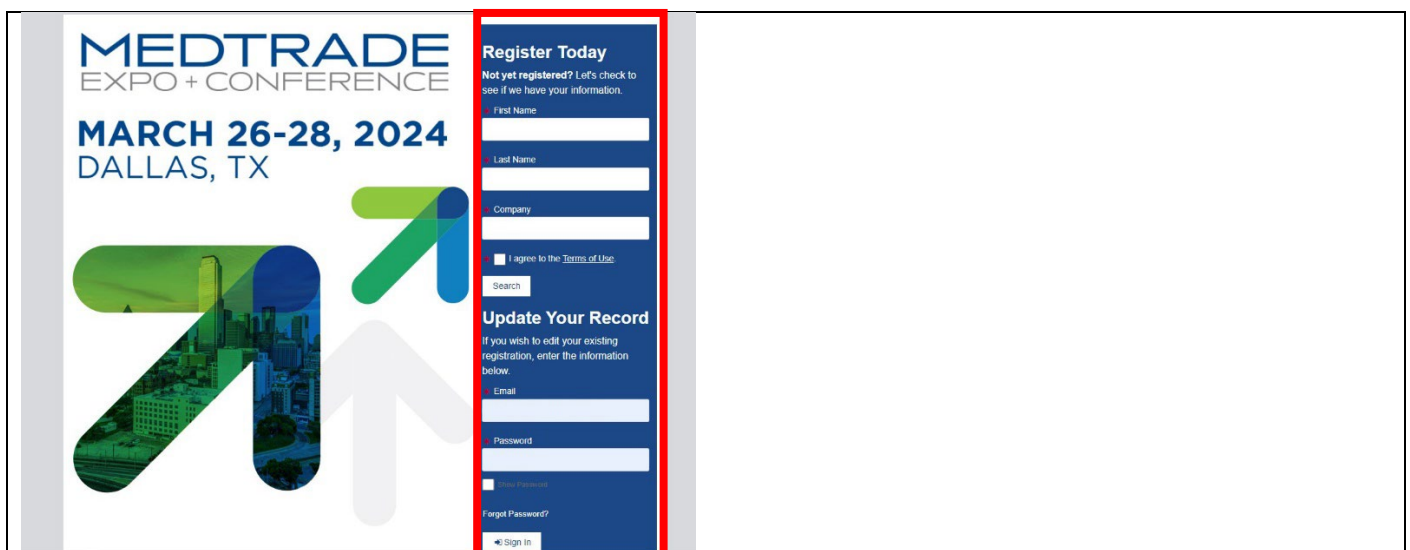 MEDTRADE
EXPO + CONFERENCE
MARCH 26-28, 2024
DALLAS, TX
Register Today
Not yet registered? Let's check to
see if we have your information.
First Name
Last Name
Company
I agree to the Terms of Use.
Search
Update Your Record
If you wish to edit your existing
registration, enter the information
below.
Email
Password
Show Password
Forgot Password?
Sign In